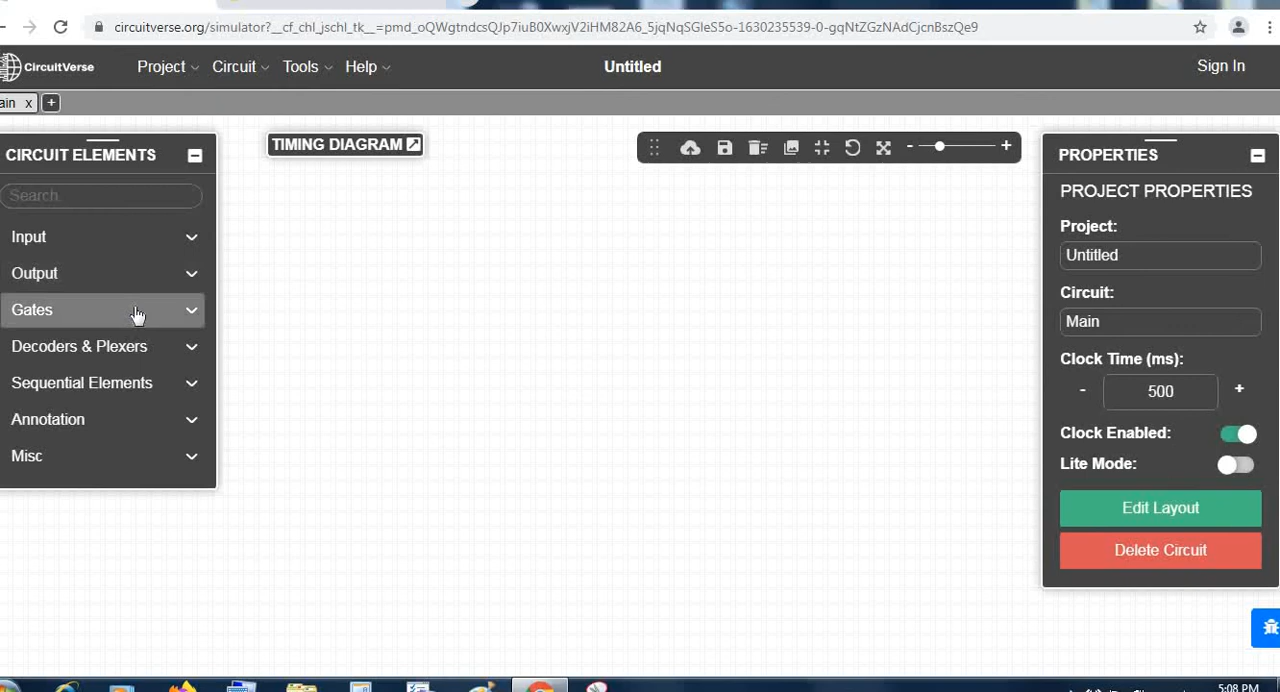 circuitverse.org/simulator?__cf_chl_jschl_tk__=pmd_oQWgtndcsQJp7iuB0XwxjV2iHM82A6_5jqNqSGleS5o-1630235539-0-gqNtZGzNAdCjcnBszQe9
CircuitVerse Project Circuit Tools Help Untitled Sign In
ain x +
CIRCUIT ELEMENTS
Search
Input
Output
Gates
Decoders & Plexers
Sequential Elements
Annotation
Misc
TIMING DIAGRAM
- +
PROPERTIES
PROJECT PROPERTIES
Project:
Untitled
Circuit:
Main
Clock Time (ms):
- 500 +
Clock Enabled:
Lite Mode:
Edit Layout
Delete Circuit
5:08 PM